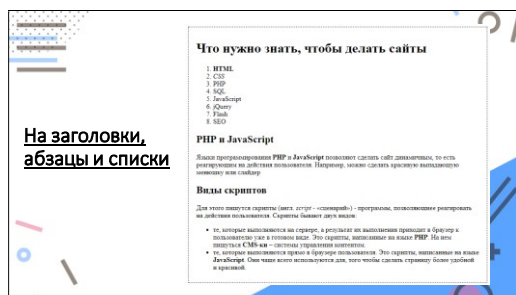 На заголовки,
абзацы и списки
Что нужно знать, чтобы делать сайты
1. HTML
2. CSS
3. PHP
4. SQL
5. JavaScript
6. jQuery
7. Flash
8. SEO
PHP и JavaScript
Языки программирования PHP и JavaScript позволяют сделать сайт динамичным, то есть
реагирующим на действия пользователя. Например, можно сделать красивую выпадающую
менюшку или слайдер.
Виды скриптов
Для этого пишутся скрипты (англ. script - «сценарий») - программы, позволяющие реагировать
на действия пользователя. Скрипты бывают двух видов:
• те, которые выполняются на сервере, а результат их выполнения приходит в браузер к
пользователю уже в готовом виде. Это скрипты, написанные на языке PHP. На нем
пишутся CMS-ки – системы управления контентом.
• те, которые выполняются прямо в браузере пользователя. Это скрипты, написанные на языке
JavaScript. Они чаще всего используются для, того чтобы сделать страницу более удобной
и красивой.